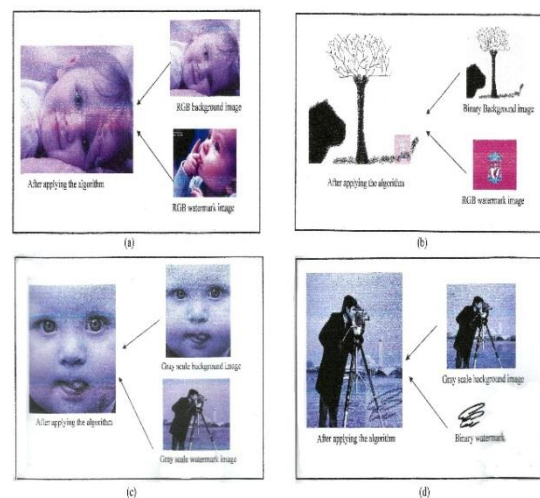 RGB background image
After applying the algorithm
RGB watermark image
(a)
Binary Background image
After applying the algorithm
RGB watermark image
(b)
Gray scale background image
After applying the algorithm
Gray scale watermark image
(c)
Gray scale background image
After applying the algorithm
Binary watermark
(d)